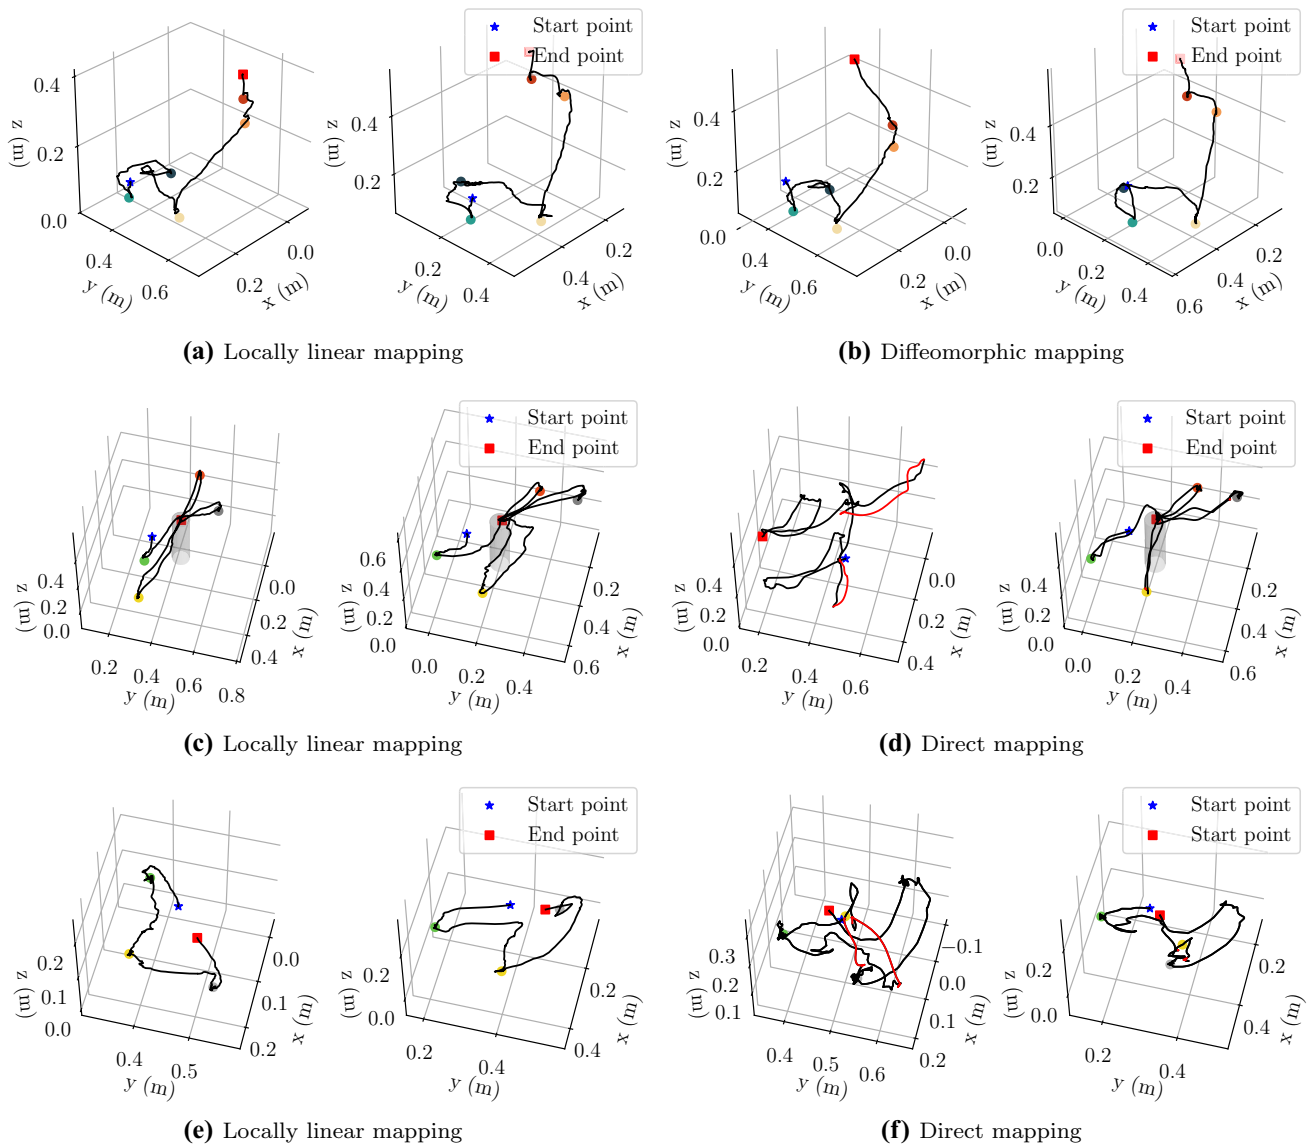 Start point
End point
0.4
0.2
0.0
z (m)
0.4
0.6
y (m)
0.0
0.2
x (m)
0.4
0.2
z (m)
0.2
0.4
y (m)
0.2
0.4
x (m)
(a) Locally linear mapping
Start point
End point
0.4
0.2
0.0
z (m)
0.4
0.6
y (m)
0.0
0.2
x (m)
0.4
0.2
z (m)
0.0
0.2
0.4
0.6
y (m)
0.2
0.4
x (m)
(b) Diffeomorphic mapping
Start point
End point
0.4
0.2
0.0
z (m)
0.2
0.4
0.6
0.8
y (m)
0.0
0.2
0.4
x (m)
0.6
0.4
0.2
0.0
z (m)
0.0
0.2
0.4
y (m)
0.2
0.4
0.6
x (m)
(c) Locally linear mapping
Start point
End point
0.4
0.2
0.0
z (m)
0.2
0.4
0.6
y (m)
0.0
0.2
0.4
x (m)
0.4
0.2
0.0
z (m)
0.0
0.2
0.4
y (m)
0.2
0.4
0.6
x (m)
(d) Direct mapping
Start point
End point
0.2
0.1
0.0
z (m)
0.4
0.5
y (m)
0.0
0.1
0.2
x (m)
0.2
0.0
z (m)
0.2
0.4
y (m)
0.2
0.4
x (m)
(e) Locally linear mapping
Start point
Start point
0.3
0.2
0.1
z (m)
0.4
0.5
0.6
y (m)
−0.1
0.0
0.1
0.2
x (m)
0.2
0.0
z (m)
0.2
0.4
y (m)
0.2
0.4
x (m)
(f) Direct mapping